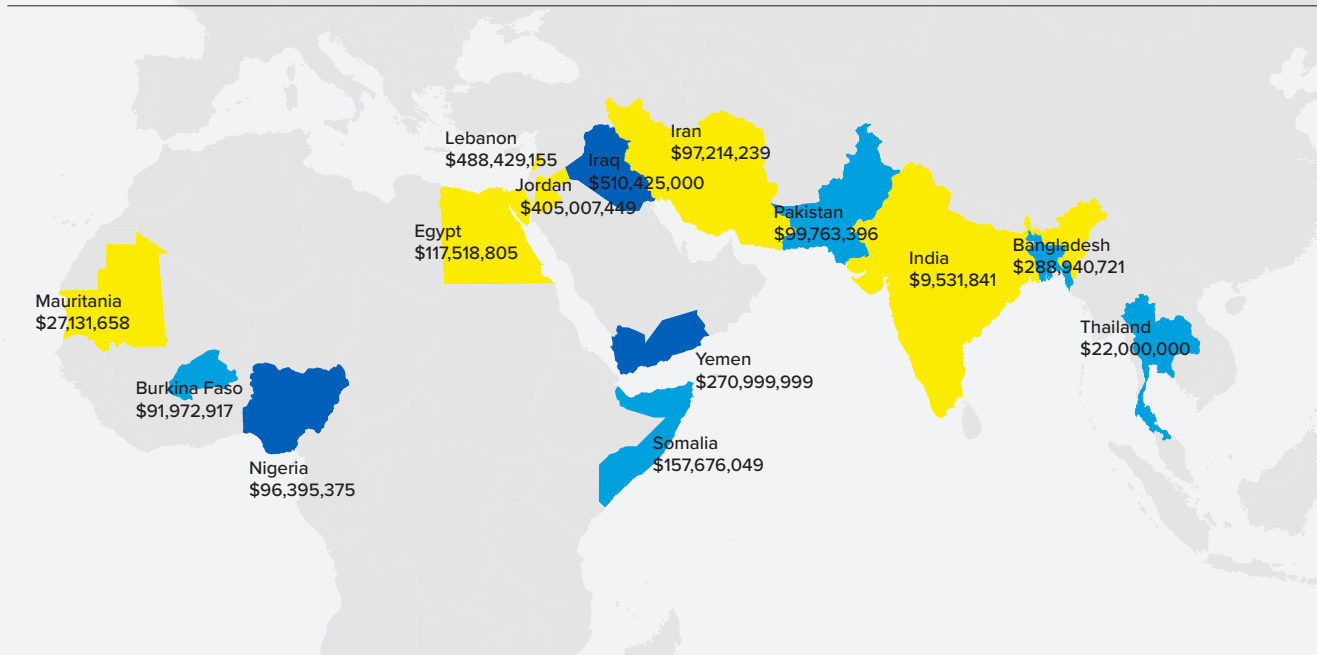 Lebanon
$488,429,155
Iraq
$510,425,000
Iran
$97,214,239
Jordan
$405,007,449
Egypt
$117,518,805
Pakistan
$99,763,396
India
$9,531,841
Bangladesh
$288,940,721
Mauritania
$27,131,658
Thailand
$22,000,000
Burkina Faso
$91,972,917
Yemen
$270,999,999
Somalia
$157,676,049
Nigeria
$96,395,375